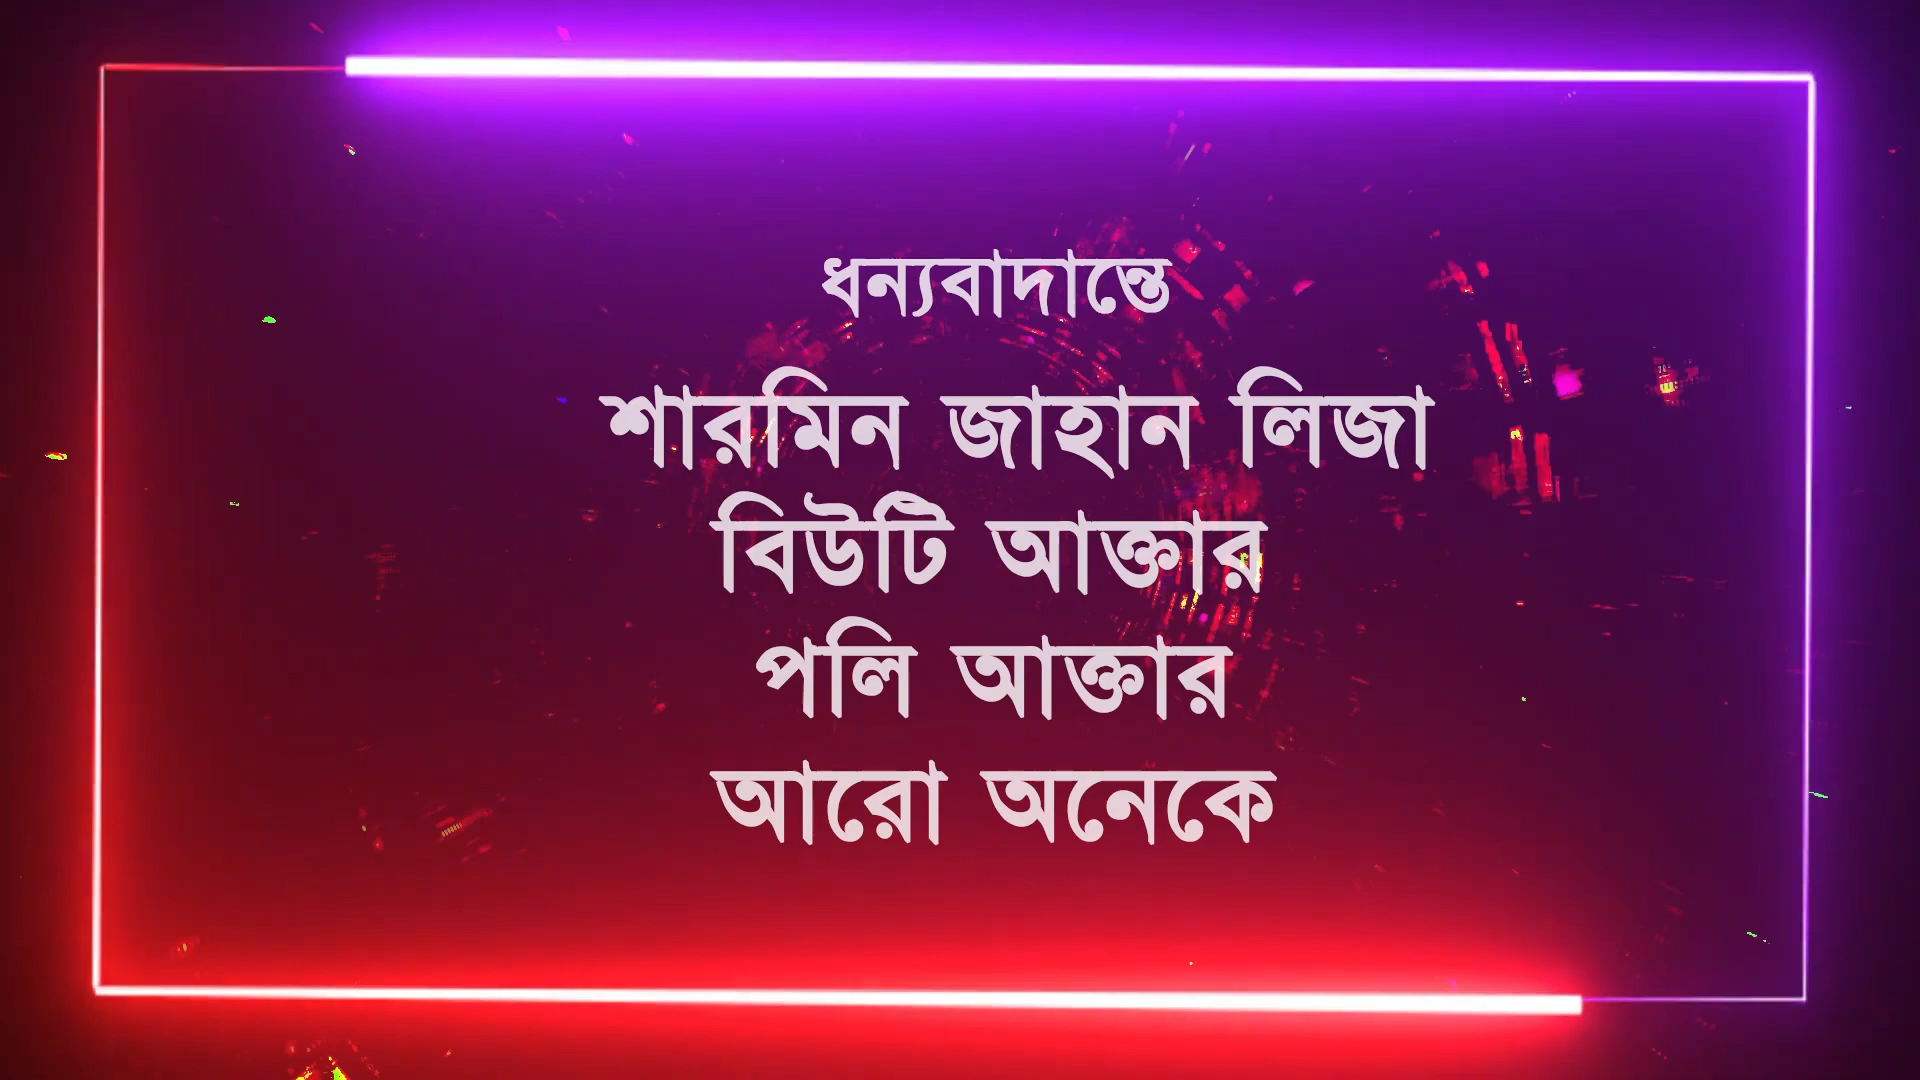 ধন্যবাদান্তে
শারমিন জাহান লিজা
বিউটি আক্তার
পলি আক্তার
আরো অনেকে